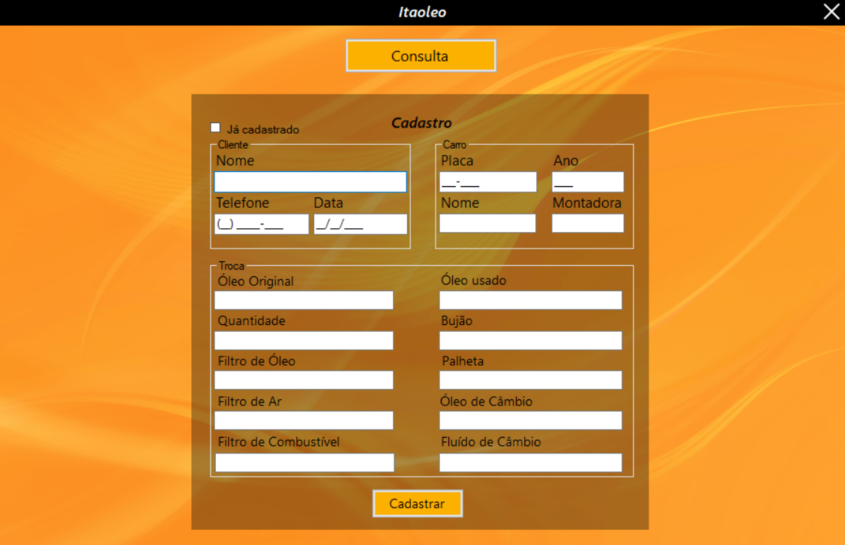 Itaoleo
Consulta
Cadastro
Já cadastrado
Cliente
Nome
Telefone Data
(__) ____-____ __/__/____
Carro
Placa Ano
___-____ ____
Nome Montadora
Troca
Óleo Original Óleo usado
Quantidade Bujão
Filtro de Óleo Palheta
Filtro de Ar Óleo de Câmbio
Filtro de Combustível Fluído de Câmbio
Cadastrar